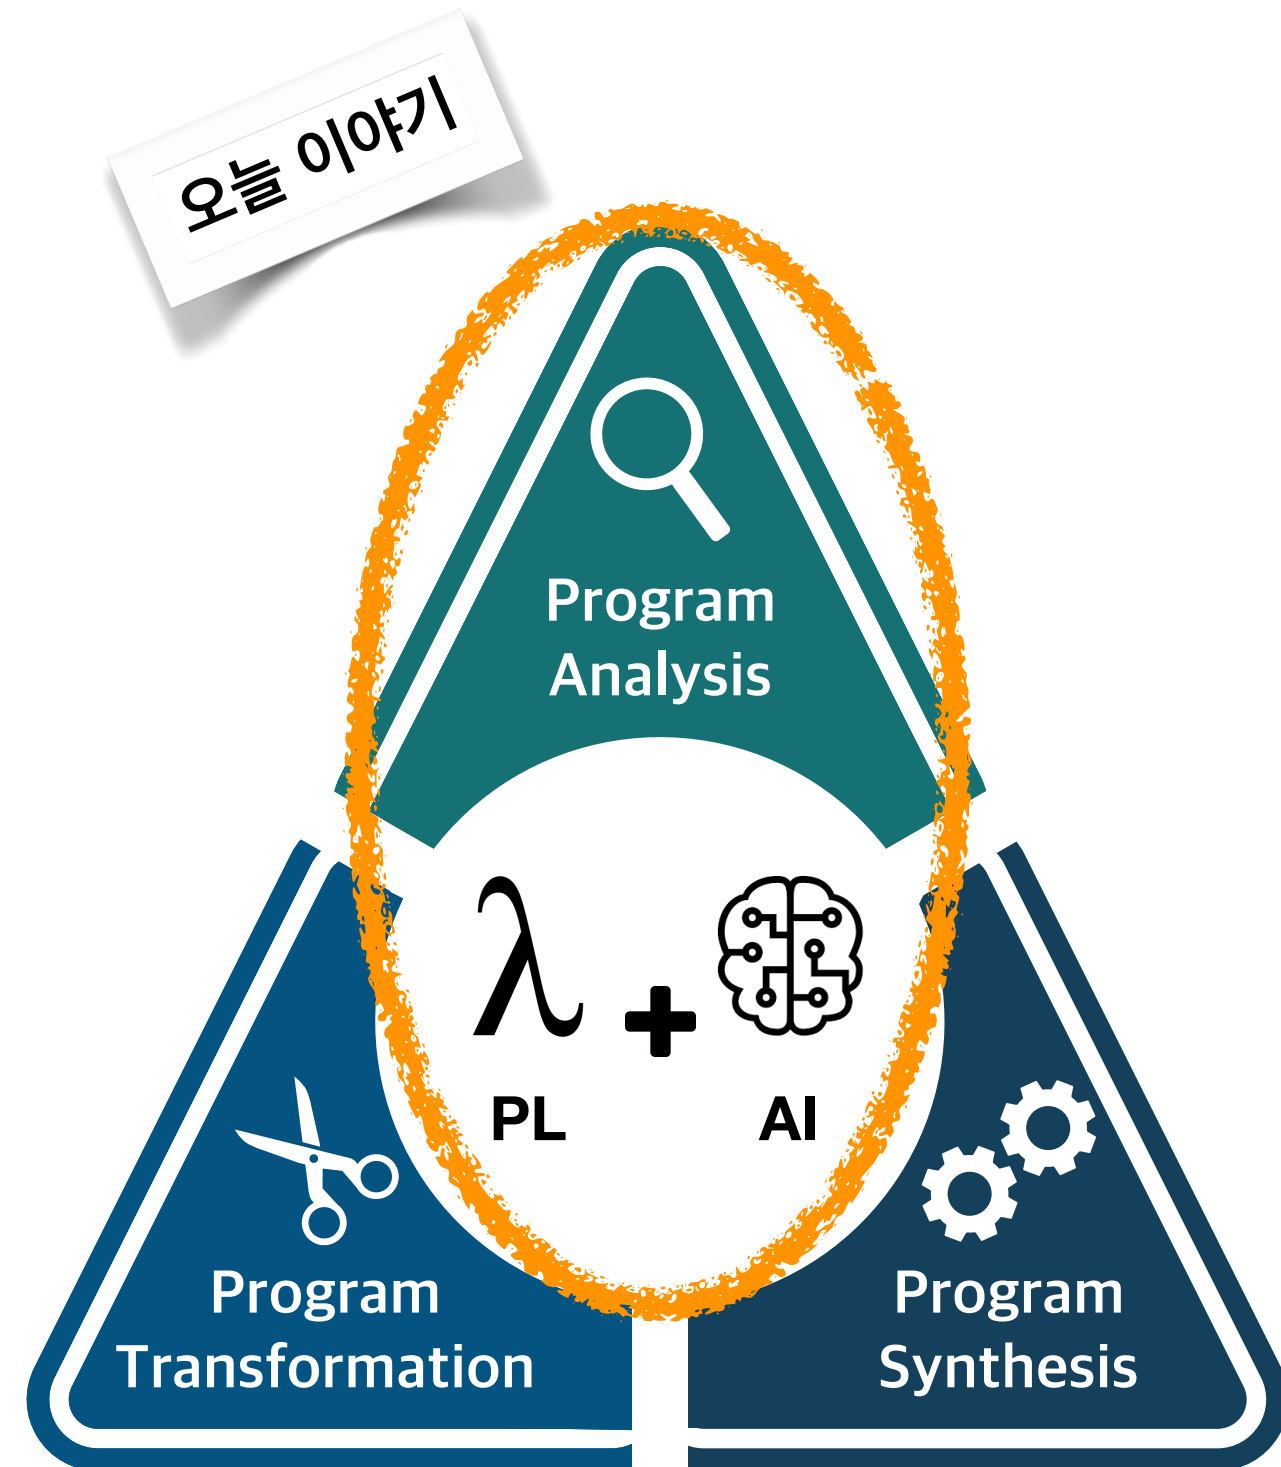 오늘 이야기
Program
Analysis
λ
+
PL
AI
Program
Transformation
Program
Synthesis